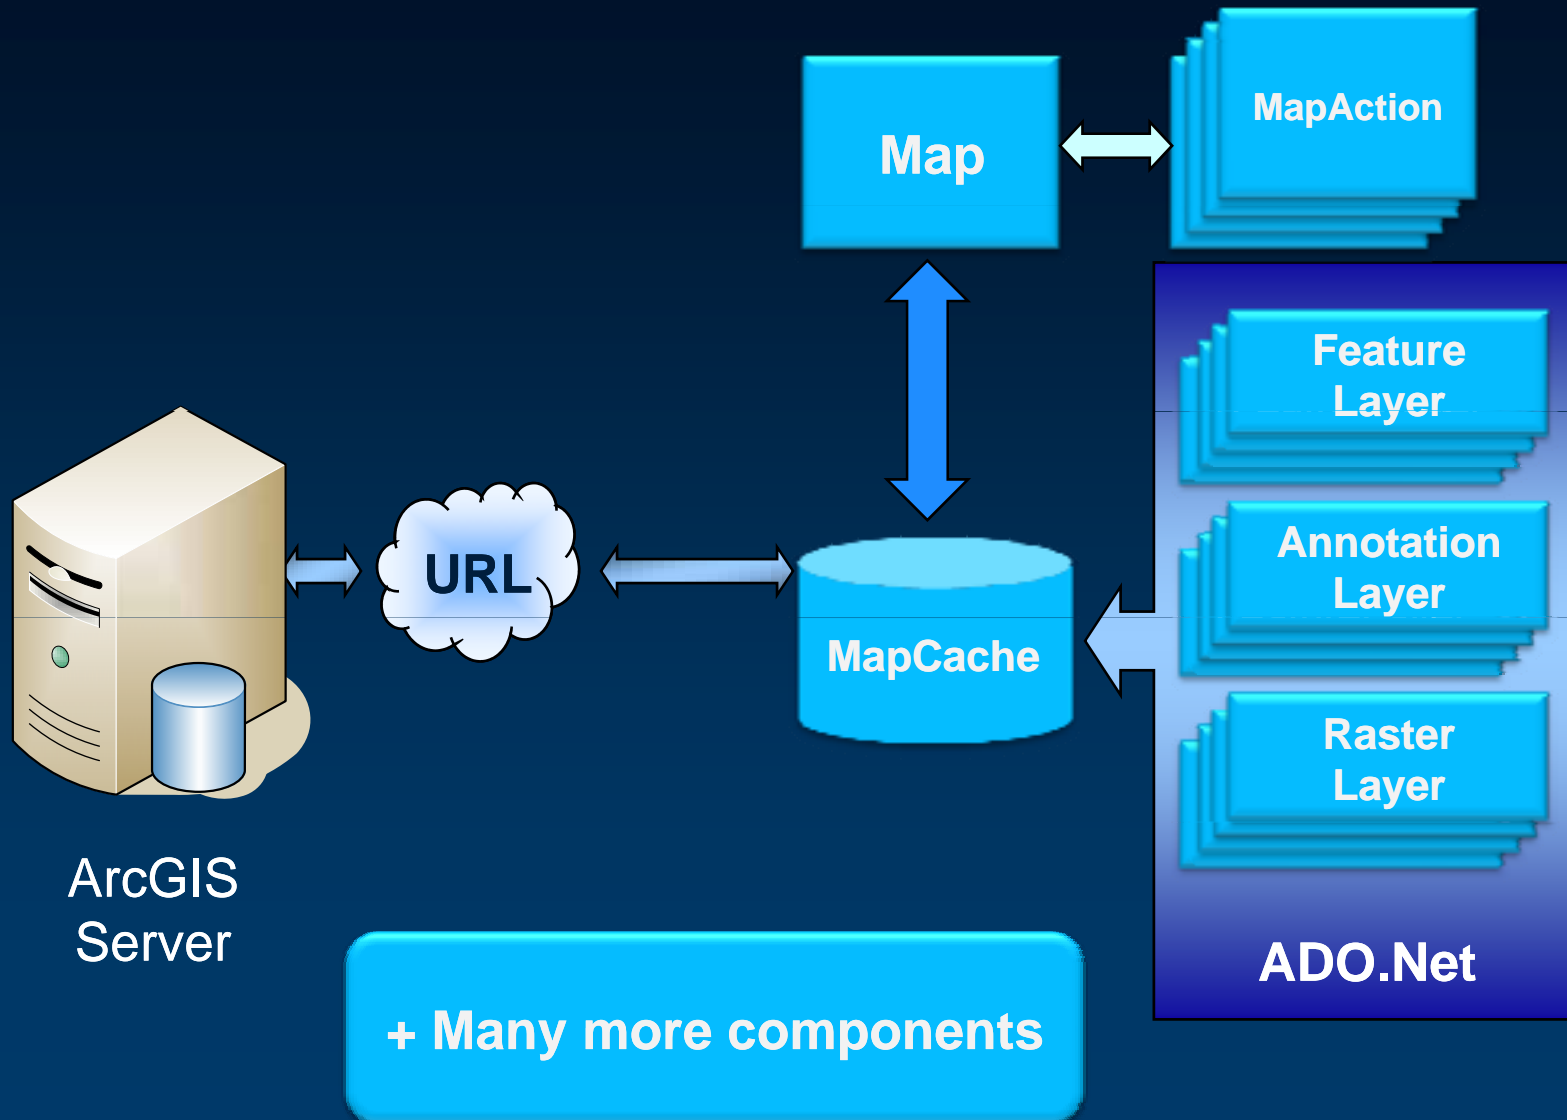 Map
MapAction
Feature
Layer
Annotation
Layer
Raster
Layer
ADO.Net
URL
MapCache
ArcGIS
Server
+ Many more components